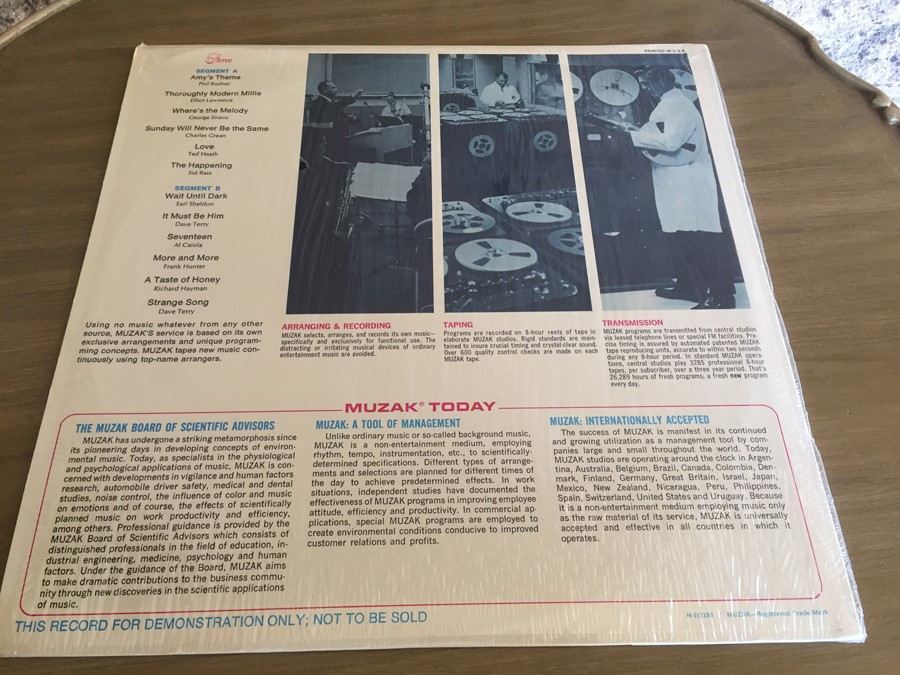 PRINTED IN U.S.A.
Stereo
SEGMENT A
Amy's Theme
Phil Bodner
Thoroughly Modern Millie
Elliot Lawrence
Where's the Melody
George Siravo
Sunday Will Never Be the Same
Charles Grean
Love
Ted Heath
The Happening
Sid Bass
SEGMENT B
Wait Until Dark
Earl Sheldon
It Must Be Him
Dave Terry
Seventeen
Al Caiola
More and More
Frank Hunter
A Taste of Honey
Richard Hayman
Strange Song
Dave Terry
Using no music whatever from any other
source, MUZAK'S service is based on its own
exclusive arrangements and unique program-
ming concepts. MUZAK tapes new music con-
tinuously using top-name arrangers.
ARRANGING & RECORDING
MUZAK selects, arranges, and records its own music—
specifically and exclusively for functional use. The
distracting or irritating musical devices of ordinary
entertainment music are avoided.
TAPING
Programs are recorded on 8-hour reels of tape in
elaborate MUZAK studios. Rigid standards are main-
tained to insure crucial timing and crystal-clear sound.
Over 600 quality control checks are made on each
MUZAK tape.
TRANSMISSION
MUZAK programs are transmitted from central studios
via leased telephone lines or special FM facilities. Pre-
cise timing is assured by automated patented MUZAK
tape reproducing units, accurate to within two seconds
during any 8-hour period. In standard MUZAK opera-
tions, central studios play 3285 professional 8-hour
tapes, per subscriber, over a three year period. That's
26,289 hours of fresh programs, a fresh new program
every day.
MUZAK® TODAY
THE MUZAK BOARD OF SCIENTIFIC ADVISORS
MUZAK has undergone a striking metamorphosis since
its pioneering days in developing concepts of environ-
mental music. Today, as specialists in the physiological
and psychological applications of music, MUZAK is con-
cerned with developments in vigilance and human factors
research, automobile driver safety, medical and dental
studies, noise control, the influence of color and music
on emotions and of course, the effects of scientifically
planned music on work productivity and efficiency,
among others. Professional guidance is provided by the
MUZAK Board of Scientific Advisors which consists of
distinguished professionals in the field of education, in-
dustrial engineering, medicine, psychology and human
factors. Under the guidance of the Board, MUZAK aims
to make dramatic contributions to the business commu-
nity through new discoveries in the scientific applications
of music.
MUZAK: A TOOL OF MANAGEMENT
Unlike ordinary music or so-called background music,
MUZAK is a non-entertainment medium, employing
rhythm, tempo, instrumentation, etc., to scientifically-
determined specifications. Different types of arrange-
ments and selections are planned for different times of
the day to achieve predetermined effects. In work
situations, independent studies have documented the
effectiveness of MUZAK programs in improving employee
attitude, efficiency and productivity. In commercial ap-
plications, special MUZAK programs are employed to
create environmental conditions conducive to improved
customer relations and profits.
MUZAK: INTERNATIONALLY ACCEPTED
The success of MUZAK is manifest in its continued
and growing utilization as a management tool by com-
panies large and small throughout the world. Today,
MUZAK studios are operating around the clock in Argen-
tina, Australia, Belgium, Brazil, Canada, Colombia, Den-
mark, Finland, Germany, Great Britain, Israel, Japan,
Mexico, New Zealand, Nicaragua, Peru, Philippines,
Spain, Switzerland, United States and Uruguay. Because
it is a non-entertainment medium employing music only
as the raw material of its service, MUZAK is universally
accepted and effective in all countries in which it
operates.
THIS RECORD FOR DEMONSTRATION ONLY; NOT TO BE SOLD
MUZAK—Registered Trade Mark